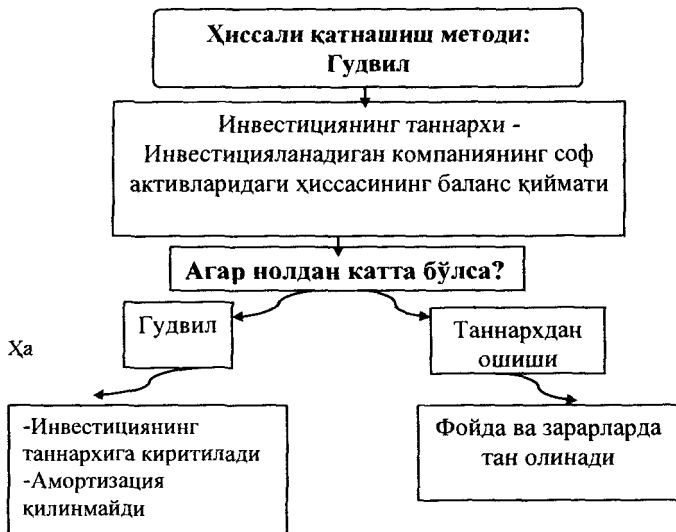 Ҳиссали қатнашиш методи:
Гудвил
Инвестициянинг таннархи -
Инвестицияланадиган компаниянинг соф
активларидаги ҳиссасининг баланс қиймати
Агар нолдан катта бўлса?
Гудвил
Таннархдан
ошиши
Ҳа
-Инвестициянинг
таннархига киритилади
-Амортизация
қилинмайди
Фойда ва зарарларда
тан олинади